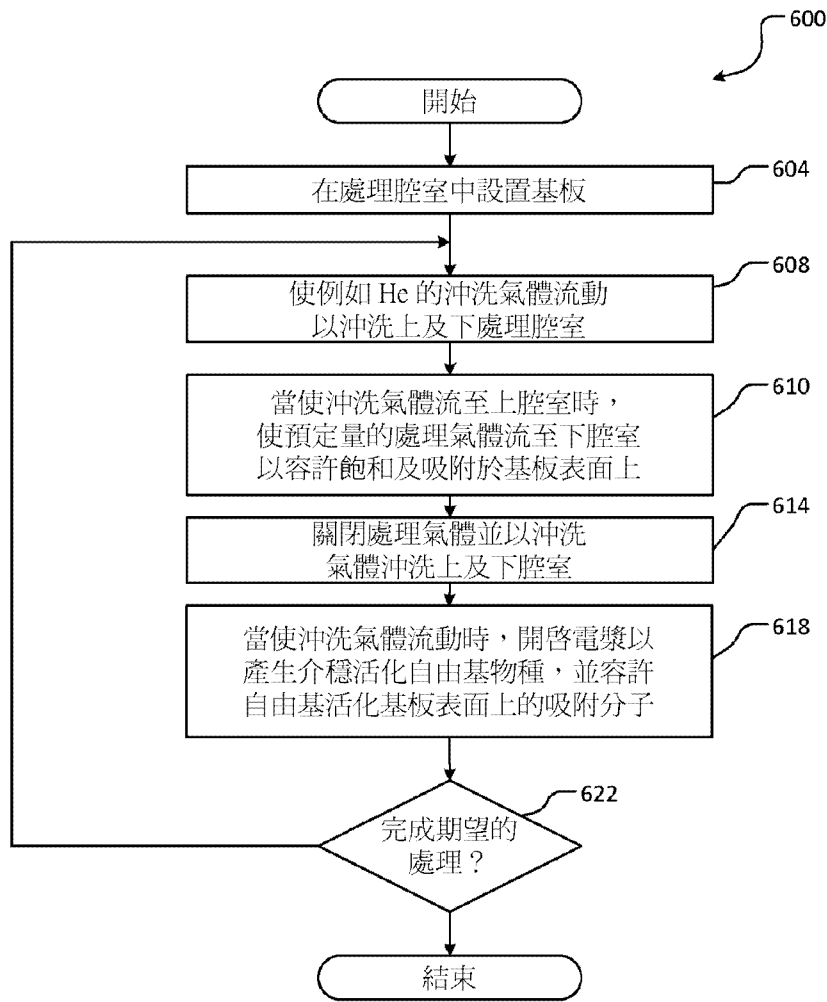 600
開始
604
在處理腔室中設置基板
608
使例如 He 的沖洗氣體流動
以沖洗上及下處理腔室
610
當使沖洗氣體流至上腔室時，
使預定量的處理氣體流至下腔室
以容許飽和及吸附於基板表面上
614
關閉處理氣體並以沖洗
氣體沖洗上及下腔室
618
當使沖洗氣體流動時，開啓電漿以
產生介穩活化自由基物種，並容許
自由基活化基板表面上的吸附分子
622
完成期望的
處理？
結束